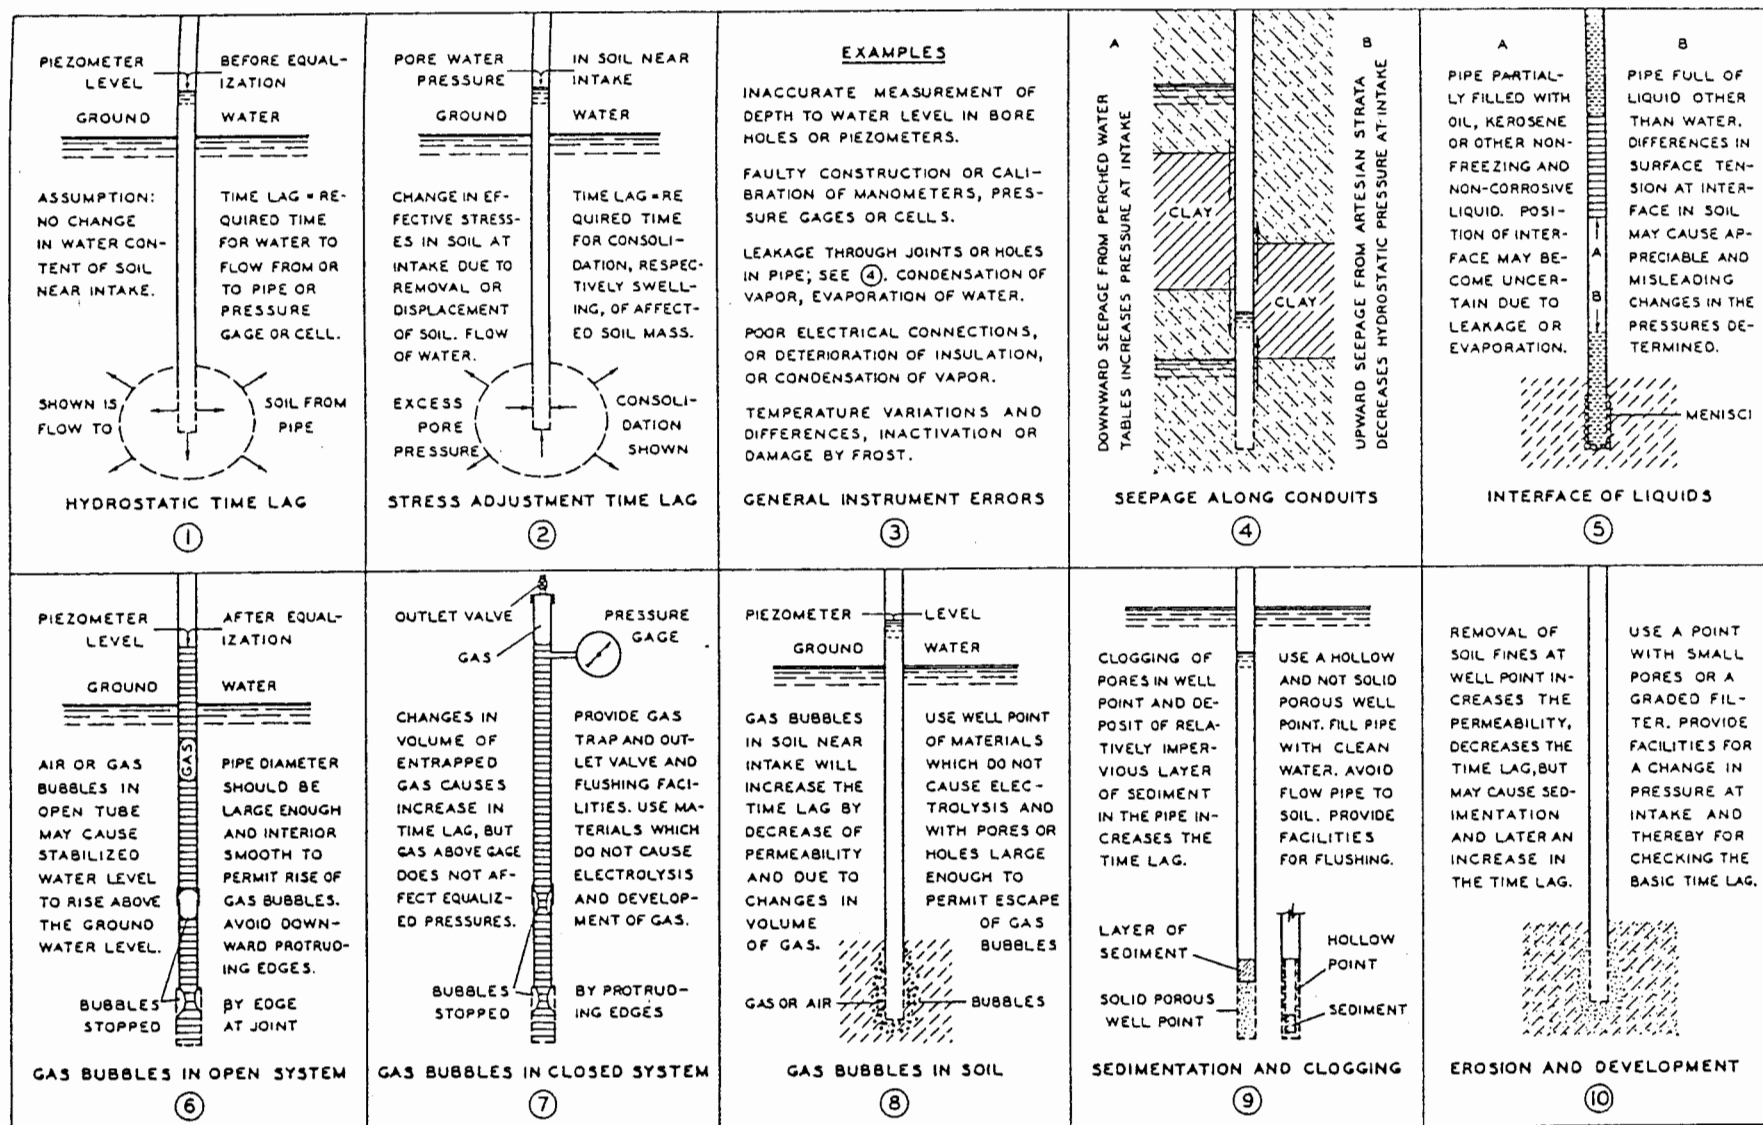 PIEZOMETER
LEVEL
BEFORE EQUAL-
IZATION
GROUND
WATER
ASSUMPTION:
NO CHANGE
IN WATER CON-
TENT OF SOIL
NEAR INTAKE.
TIME LAG = RE-
QUIRED TIME
FOR WATER TO
FLOW FROM OR
TO PIPE OR
PRESSURE
GAGE OR CELL.
SHOWN IS
FLOW TO
SOIL FROM
PIPE
HYDROSTATIC TIME LAG
1
PORE WATER
PRESSURE
IN SOIL NEAR
INTAKE
GROUND
WATER
CHANGE IN EF-
FECTIVE STRESS-
ES IN SOIL AT
INTAKE DUE TO
REMOVAL OR
DISPLACEMENT
OF SOIL. FLOW
OF WATER.
TIME LAG = RE
QUIRED TIME
FOR CONSOLI-
DATION, RESPEC-
TIVELY SWELL-
ING, OF AFFECT-
ED SOIL MASS.
EXCESS
PORE
PRESSURE
CONSOLI-
DATION
SHOWN
STRESS ADJUSTMENT TIME LAG
2
EXAMPLES
INACCURATE MEASUREMENT OF
DEPTH TO WATER LEVEL IN BORE
HOLES OR PIEZOMETERS.
FAULTY CONSTRUCTION OR CALI-
BRATION OF MANOMETERS, PRES-
SURE GAGES OR CELLS.
LEAKAGE THROUGH JOINTS OR HOLES
IN PIPE; SEE 4. CONDENSATION OF
VAPOR, EVAPORATION OF WATER.
POOR ELECTRICAL CONNECTIONS,
OR DETERIORATION OF INSULATION,
OR CONDENSATION OF VAPOR.
TEMPERATURE VARIATIONS AND
DIFFERENCES, INACTIVATION OR
DAMAGE BY FROST.
GENERAL INSTRUMENT ERRORS
3
A
DOWNWARD SEEPAGE FROM PERCHED WATER
TABLES INCREASES PRESSURE AT INTAKE
CLAY
CLAY
B
UPWARD SEEPAGE FROM ARTESIAN STRATA
DECREASES HYDROSTATIC PRESSURE AT INTAKE
SEEPAGE ALONG CONDUITS
4
A
PIPE PARTIAL-
LY FILLED WITH
OIL, KEROSENE
OR OTHER NON-
FREEZING AND
NON-CORROSIVE
LIQUID. POSI-
TION OF INTER-
FACE MAY BE-
COME UNCER-
TAIN DUE TO
LEAKAGE OR
EVAPORATION.
A
B
B
PIPE FULL OF
LIQUID OTHER
THAN WATER.
DIFFERENCES IN
SURFACE TEN-
SION AT INTER-
FACE IN SOIL
MAY CAUSE AP-
PRECIABLE AND
MISLEADING
CHANGES IN THE
PRESSURES DE-
TERMINED.
MENISCI
INTERFACE OF LIQUIDS
5
PIEZOMETER
LEVEL
AFTER EQUAL-
IZATION
GROUND
WATER
GAS
AIR OR GAS
BUBBLES IN
OPEN TUBE
MAY CAUSE
STABILIZED
WATER LEVEL
TO RISE ABOVE
THE GROUND
WATER LEVEL.
PIPE DIAMETER
SHOULD BE
LARGE ENOUGH
AND INTERIOR
SMOOTH TO
PERMIT RISE OF
GAS BUBBLES.
AVOID DOWN-
WARD PROTRUD-
ING EDGES.
BUBBLES
STOPPED
BY EDGE
AT JOINT
GAS BUBBLES IN OPEN SYSTEM
6
OUTLET VALVE
GAS
PRESSURE
GAGE
CHANGES IN
VOLUME OF
ENTRAPPED
GAS CAUSES
INCREASE IN
TIME LAG, BUT
GAS ABOVE GAGE
DOES NOT AF-
FECT EQUALIZ-
ED PRESSURES.
PROVIDE GAS
TRAP AND OUT-
LET VALVE AND
FLUSHING FACI-
LITIES. USE MA-
TERIALS WHICH
DO NOT CAUSE
ELECTROLYSIS
AND DEVELOP-
MENT OF GAS.
BUBBLES
STOPPED
BY PROTRUD-
ING EDGES
GAS BUBBLES IN CLOSED SYSTEM
7
PIEZOMETER
LEVEL
GROUND
WATER
GAS BUBBLES
IN SOIL NEAR
INTAKE WILL
INCREASE THE
TIME LAG BY
DECREASE OF
PERMEABILITY
AND DUE TO
CHANGES IN
VOLUME
OF GAS.
USE WELL POINT
OF MATERIALS
WHICH DO NOT
CAUSE ELEC-
TROLYSIS AND
WITH PORES OR
HOLES LARGE
ENOUGH TO
PERMIT ESCAPE
OF GAS
BUBBLES
GAS OR AIR
BUBBLES
GAS BUBBLES IN SOIL
8
CLOGGING OF
PORES IN WELL
POINT AND DE-
POSIT OF RELA-
TIVELY IMPER-
VIOUS LAYER
OF SEDIMENT
IN THE PIPE IN-
CREASES THE
TIME LAG.
USE A HOLLOW
AND NOT SOLID
POROUS WELL
POINT. FILL PIPE
WITH CLEAN
WATER. AVOID
FLOW PIPE TO
SOIL. PROVIDE
FACILITIES
FOR FLUSHING.
LAYER OF
SEDIMENT
SOLID POROUS
WELL POINT
HOLLOW
POINT
SEDIMENT
SEDIMENTATION AND CLOGGING
9
REMOVAL OF
SOIL FINES AT
WELL POINT IN-
CREASES THE
PERMEABILITY,
DECREASES THE
TIME LAG, BUT
MAY CAUSE SED-
IMENTATION
AND LATER AN
INCREASE IN
THE TIME LAG.
USE A POINT
WITH SMALL
PORES OR A
GRADED FIL-
TER. PROVIDE
FACILITIES FOR
A CHANGE IN
PRESSURE AT
INTAKE AND
THEREBY FOR
CHECKING THE
BASIC TIME LAG.
EROSION AND DEVELOPMENT
10